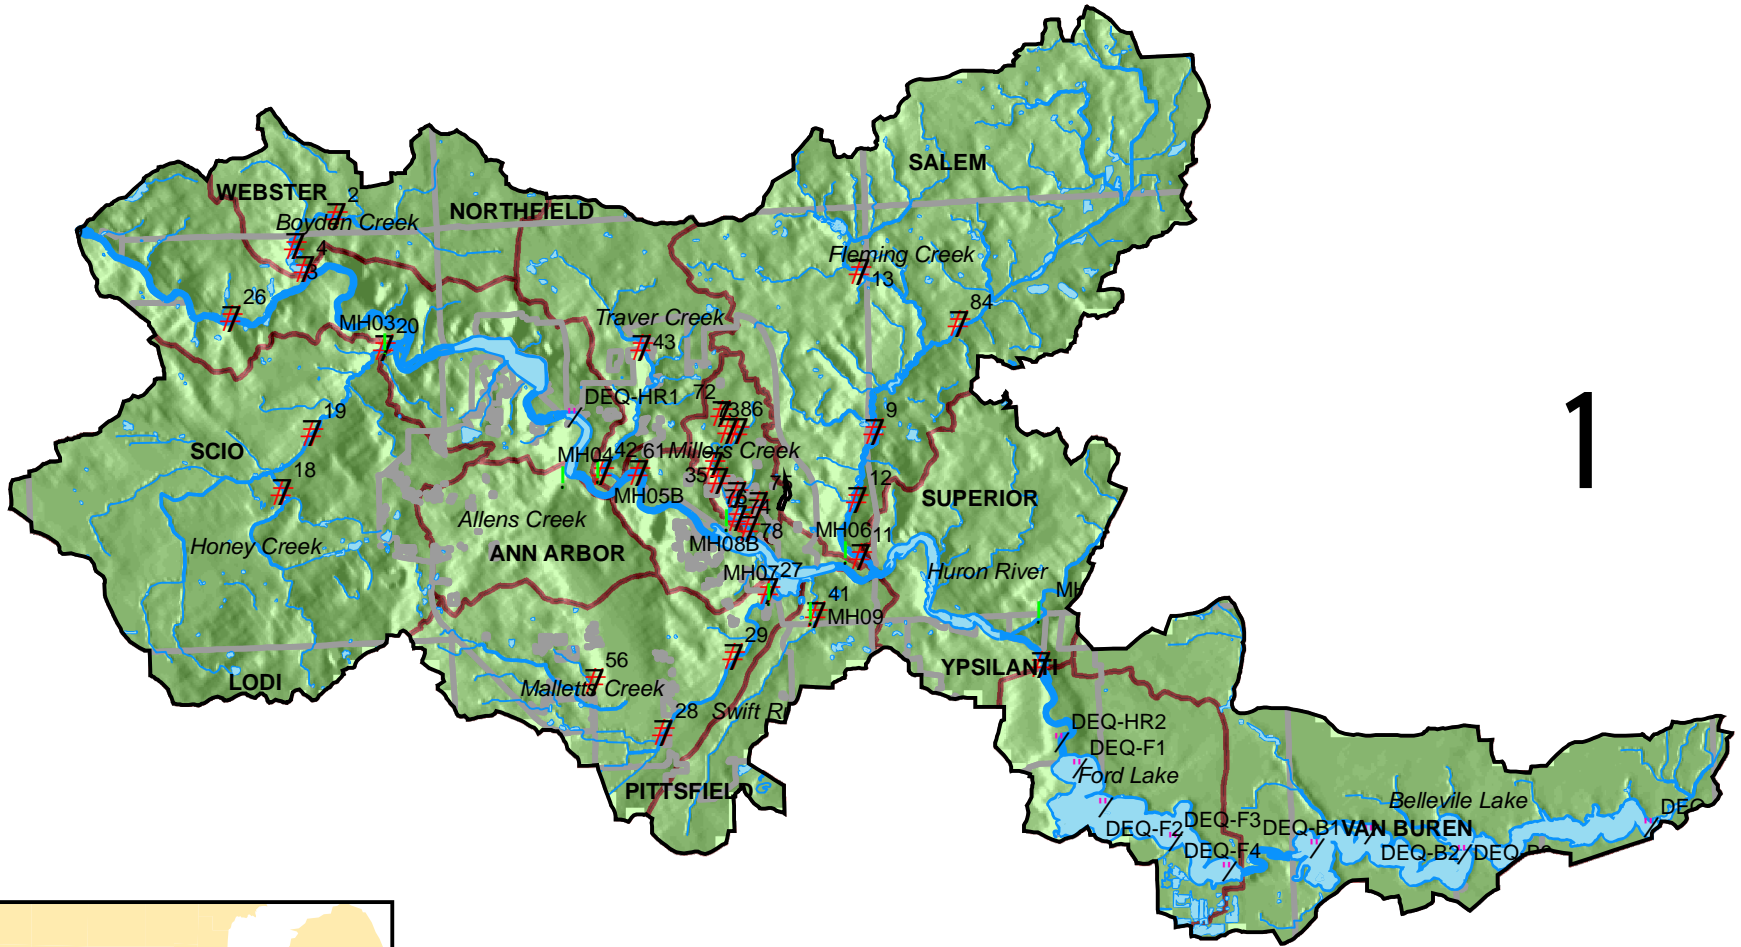 SALEM
WEBSTER
2
Boyden Creek
NORTHFIELD
4
3
Fleming Creek
13
26
84
MH03
20
Traver Creek
43
DEQ-HR1
72
73
86
9
19
SCIO
18
MH04
42
61
Millers Creek
35
MH05B
75
76
74
12
SUPERIOR
Allens Creek
78
Honey Creek
ANN ARBOR
MH08B
MH06
11
Huron River
MH07
27
41
MH09
29
56
YPSILANTI
LODI
Malletts Creek
28
Swift R
DEQ-HR2
DEQ-F1
Ford Lake
PITTSFIELD
Bellevile Lake
DEQ-F2
DEQ-F3
DEQ-B1
VAN BUREN
DEQ-F4
DEQ-B2
1